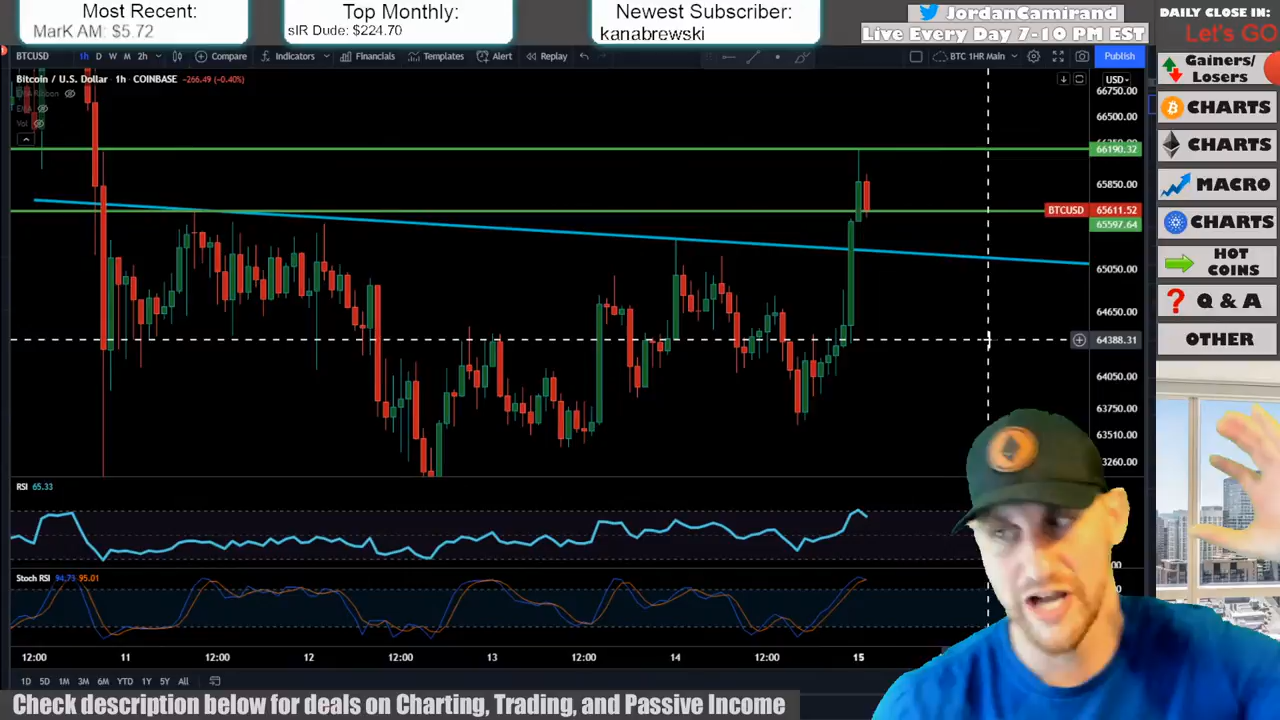 Most Recent:
MarK AM: $5.72
Top Monthly:
sIR Dude: $224.70
Newest Subscriber:
kanabrewski
JordanCamirand
Live Every Day 7-10 PM EST
DAILY CLOSE IN:
Let's GO
BTCUSD
1h D W M 2h
Compare
Indicators
Financials
Templates
Alert
Replay
BTC 1HR Main
Publish
Bitcoin / U.S. Dollar 1h COINBASE -266.49 (-0.40%)
Vol
USD
66750.00
66500.00
66190.32
65850.00
BTCUSD 65611.52
65597.64
65050.00
64650.00
64388.31
64050.00
63750.00
63510.00
63260.00
RSI 65.33
Stoch RSI 94.73 95.01
12:00 11 12:00 12 12:00 13 12:00 14 12:00 15
1D 5D 1M 3M 6M YTD 1Y 5Y All
Gainers/
Losers
CHARTS
CHARTS
MACRO
CHARTS
HOT
COINS
Q & A
OTHER
Check description below for deals on Charting, Trading, and Passive Income